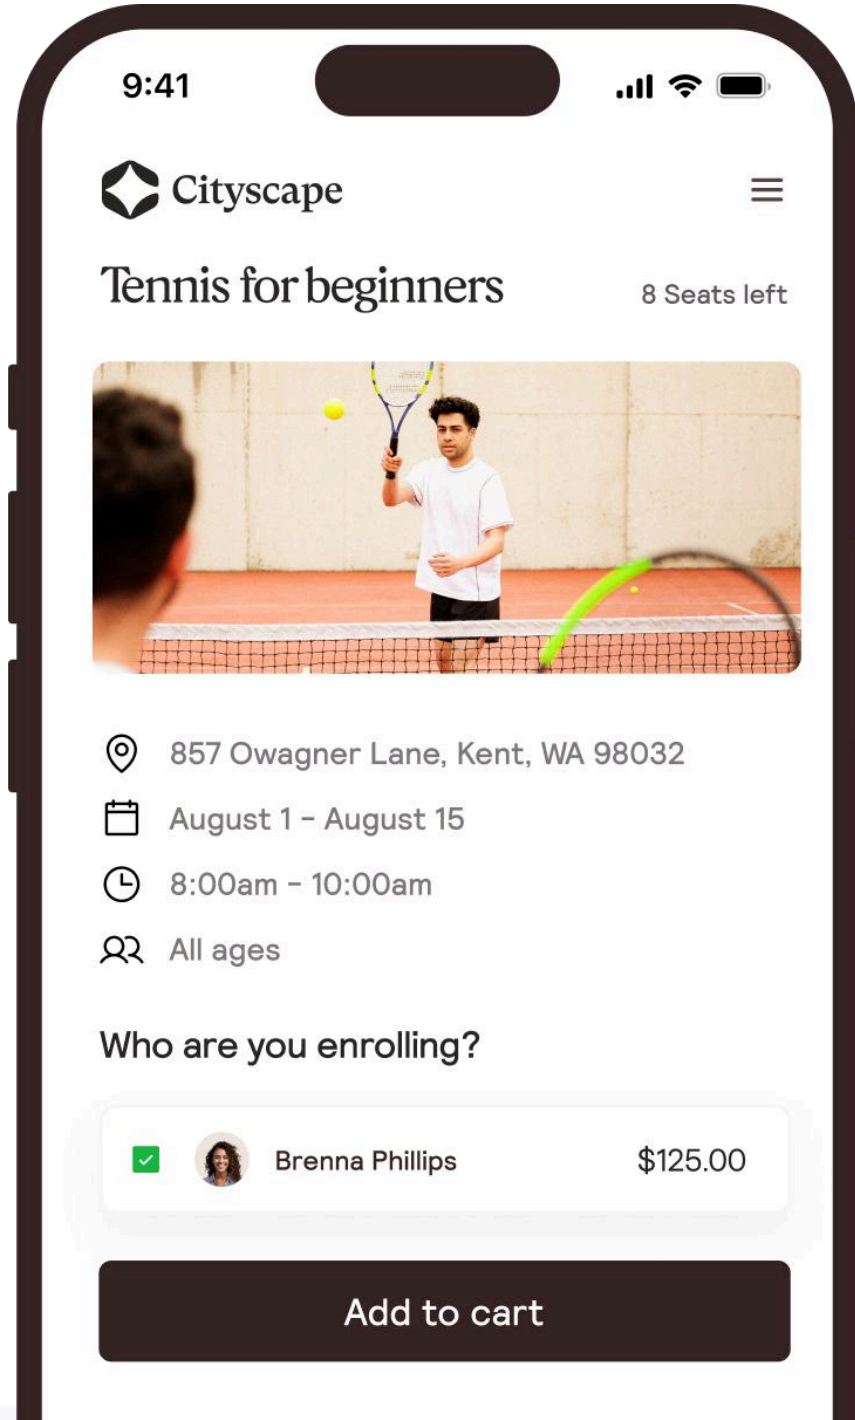 9:41
Cityscape
Tennis for beginners
8 Seats left
857 Owagner Lane, Kent, WA 98032
August 1 – August 15
8:00am – 10:00am
All ages
Who are you enrolling?
Brenna Phillips $125.00
Add to cart